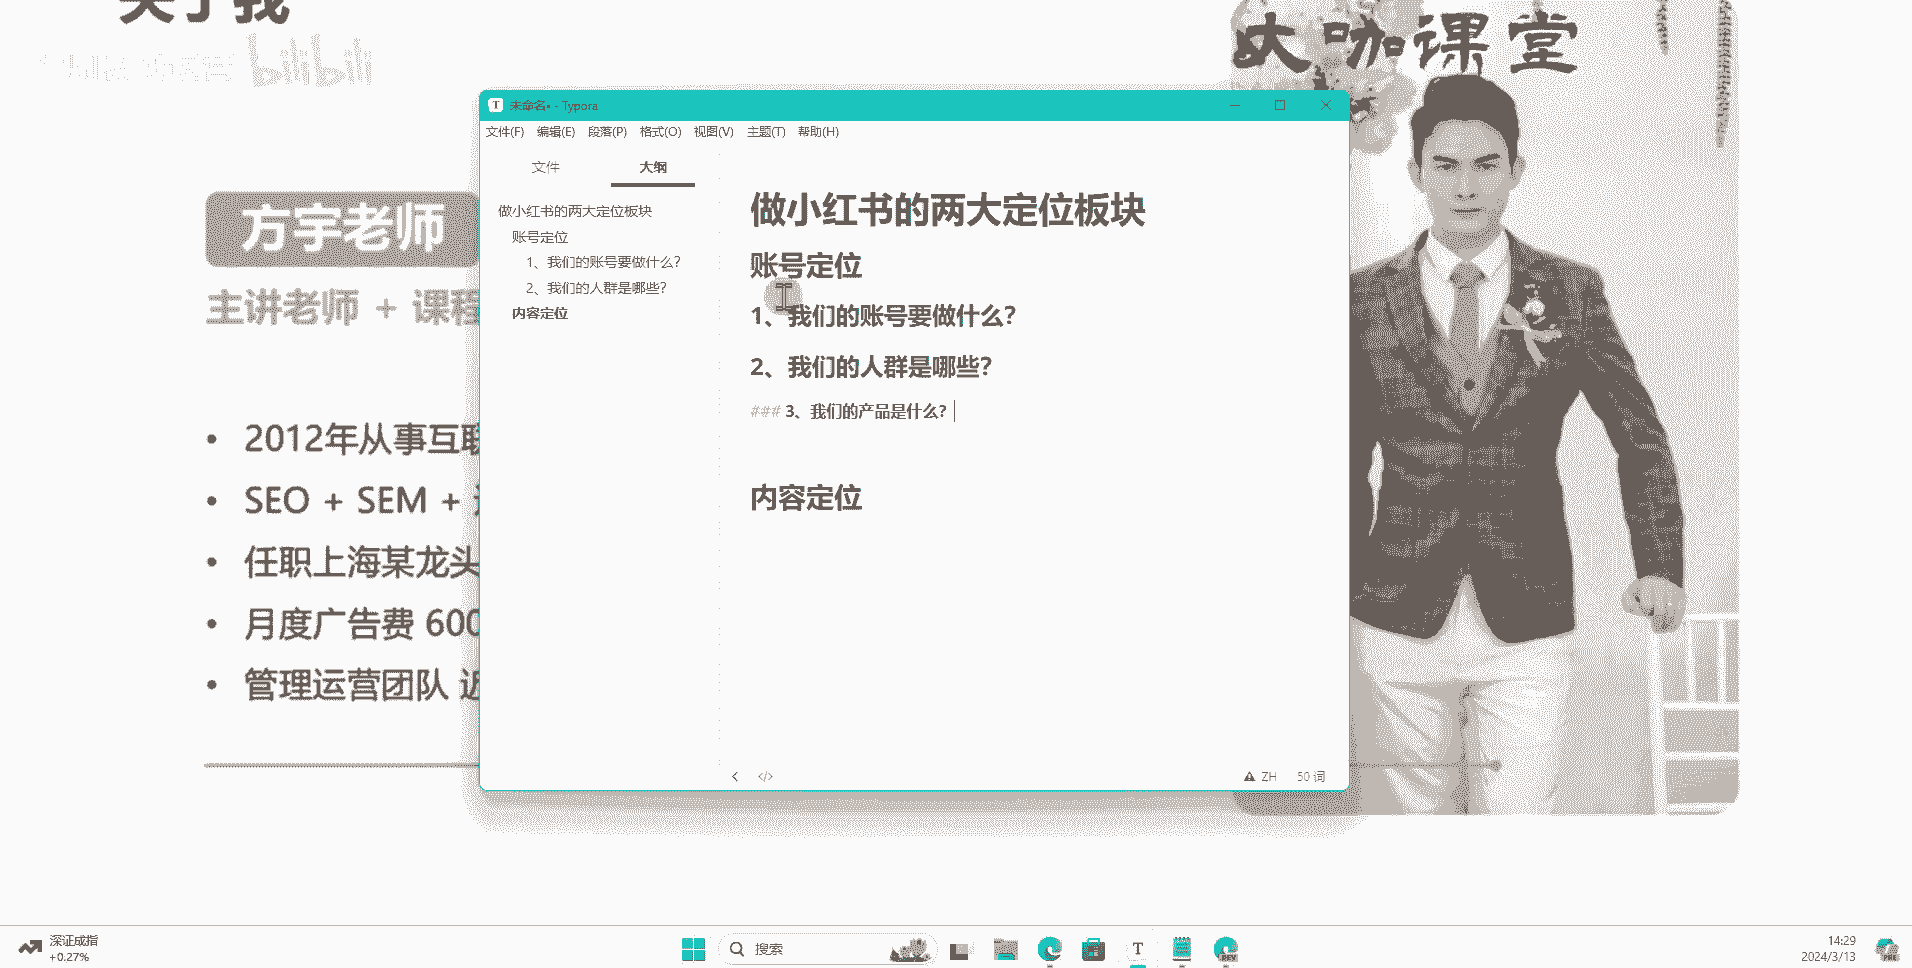 关于我
bilibili
大咖课堂
方宇老师
主讲老师 + 课程
2012年从事互联
SEO + SEM +
任职上海某龙头
月度广告费 600
管理运营团队 近
T 未命名• - Typora
文件(F) 编辑(E) 段落(P) 格式(O) 视图(V) 主题(T) 帮助(H)
文件 大纲
做小红书的两大定位板块
账号定位
1、我们的账号要做什么?
2、我们的人群是哪些?
内容定位
做小红书的两大定位板块
账号定位
1、我们的账号要做什么?
2、我们的人群是哪些?
### 3、我们的产品是什么?
内容定位
ZH 50 词
深证成指
+0.27%
搜索
14:29
2024/3/13